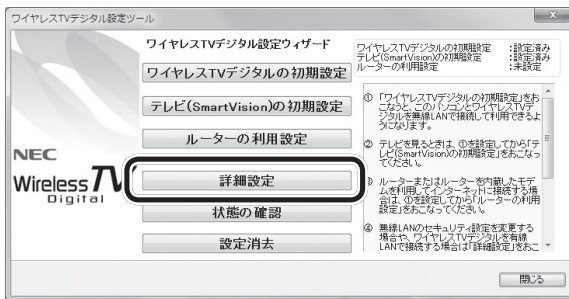 ワイヤレスTVデジタル設定ツール
ワイヤレスTVデジタル設定ウィザード
ワイヤレスTVデジタルの初期設定 :設定済み
テレビ(SmartVision)の初期設定 :設定済み
ルーターの利用設定 :未設定
ワイヤレスTVデジタルの初期設定
テレビ(SmartVision)の初期設定
ルーターの利用設定
詳細設定
状態の確認
設定消去
NEC
Wireless TV
Digital
① 「ワイヤレスTVデジタルの初期設定」をお
こなうと、このパソコンとワイヤレスTVデ
ジタルを無線LANで接続して利用できるよ
うになります。
② テレビを見るときは、①を設定してから「テ
レビ(SmartVision)の初期設定」をおこなっ
てください。
③ ルーターまたはルーターを内蔵したモデ
ムを利用してインターネットに接続する場
合は、①を設定してから「ルーターの利用
設定」をおこなってください。
④ 無線LANのセキュリティ設定を変更する
場合や、ワイヤレスTVデジタルを有線
LANで接続する場合は「詳細設定」をおこ
閉じる